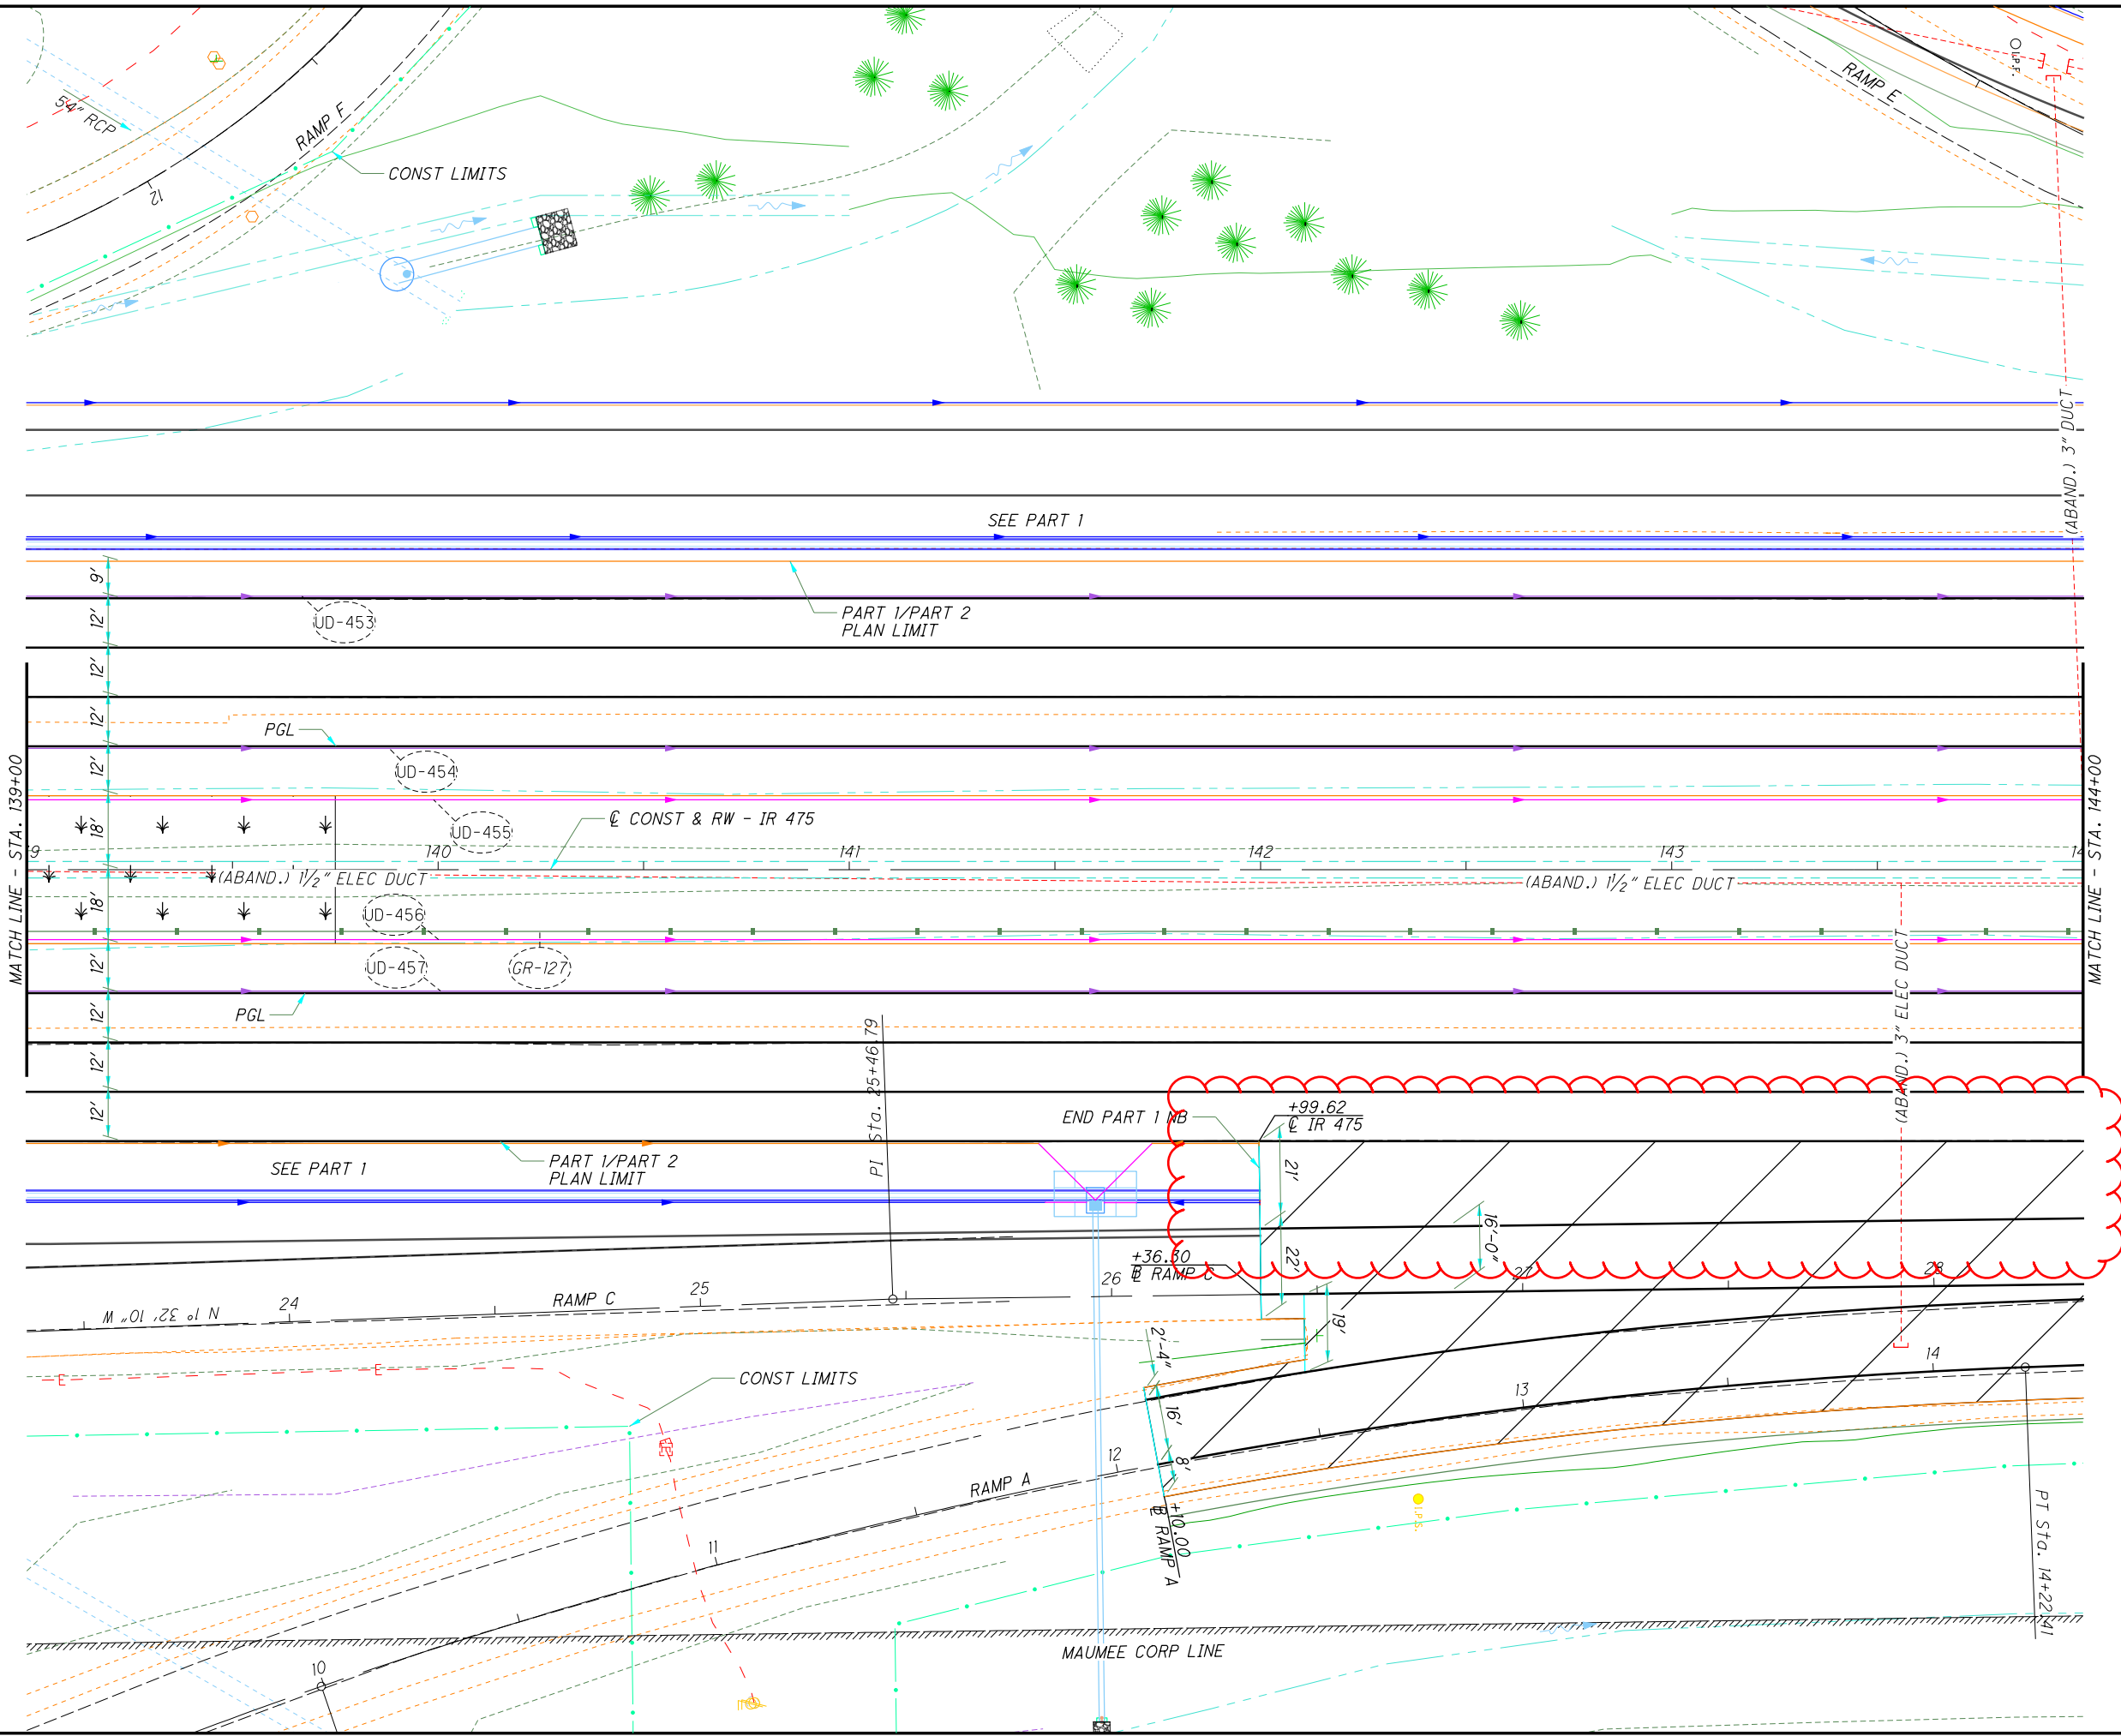 54" RCP
RAMP F
CONST LIMITS
12
RAMP E
I.P.F.
E
E
(ABAND.) 3" DUCT
SEE PART 1
9'
12'
12'
12'
12'
18'
18'
12'
12'
12'
12'
UD-453
PART 1/PART 2
PLAN LIMIT
PGL
UD-454
UD-455
℄ CONST & RW - IR 475
MATCH LINE - STA. 139+00
MATCH LINE - STA. 144+00
9
140
141
142
143
14
(ABAND.) 1½" ELEC DUCT
(ABAND.) 1½" ELEC DUCT
UD-456
UD-457
GR-127
PGL
(ABAND.) 3" ELEC DUCT
PI Sta. 25+46.79
END PART 1 NB
+99.62
℄ IR 475
SEE PART 1
PART 1/PART 2
PLAN LIMIT
21'
22'
16'-0"
+36.30
B RAMP C
N 1° 32' 10" W
24
RAMP C
25
26
27
28
19'
2'-4"
16'
8'
E
E
CONST LIMITS
14
13
12
RAMP A
11
10
+10.00
B RAMP A
I.P.S.
PT Sta. 14+22.41
MAUMEE CORP LINE